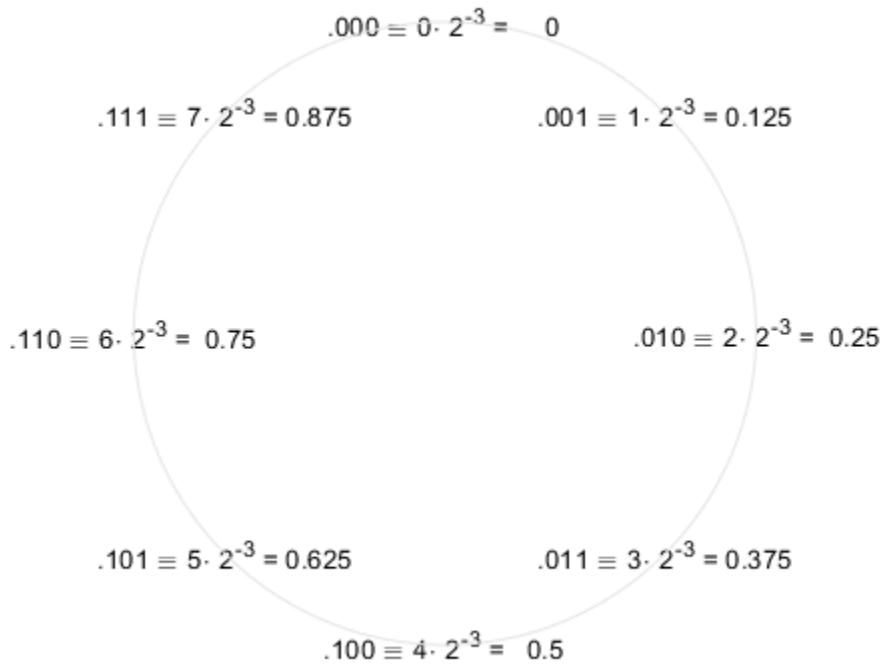 .000 ≡ 0· 2⁻³ = 0
.111 ≡ 7· 2⁻³ = 0.875
.001 ≡ 1· 2⁻³ = 0.125
.110 ≡ 6· 2⁻³ = 0.75
.010 ≡ 2· 2⁻³ = 0.25
.101 ≡ 5· 2⁻³ = 0.625
.011 ≡ 3· 2⁻³ = 0.375
.100 ≡ 4· 2⁻³ = 0.5